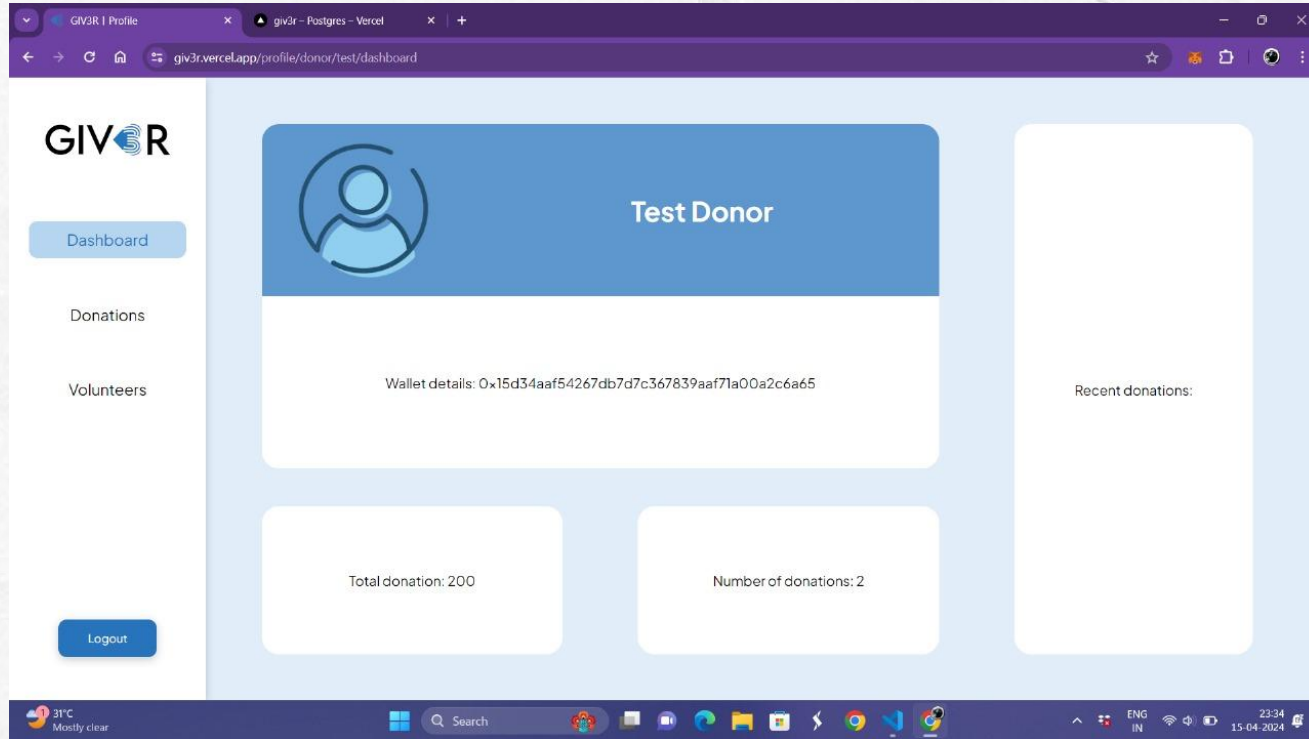 GIV3R | Profile
giv3r – Postgres – Vercel
giv3r.vercel.app/profile/donor/test/dashboard
GIV3R
Dashboard
Donations
Volunteers
Logout
Test Donor
Wallet details: 0x15d34aaf54267db7d7c367839aaf71a00a2c6a65
Total donation: 200
Number of donations: 2
Recent donations:
1
31°C
Mostly clear
Search
ENG
IN
23:34
15-04-2024